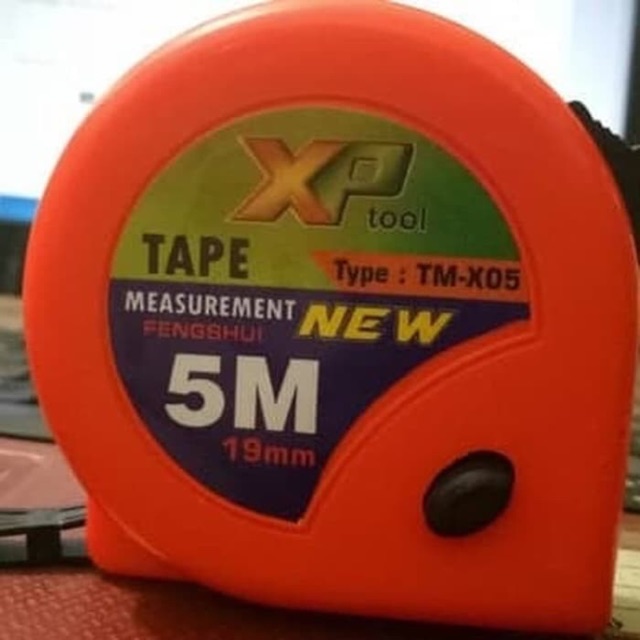 XP
tool
TAPE
Type : TM-X05
MEASUREMENT
NEW
FENGSHUI
5M
19mm